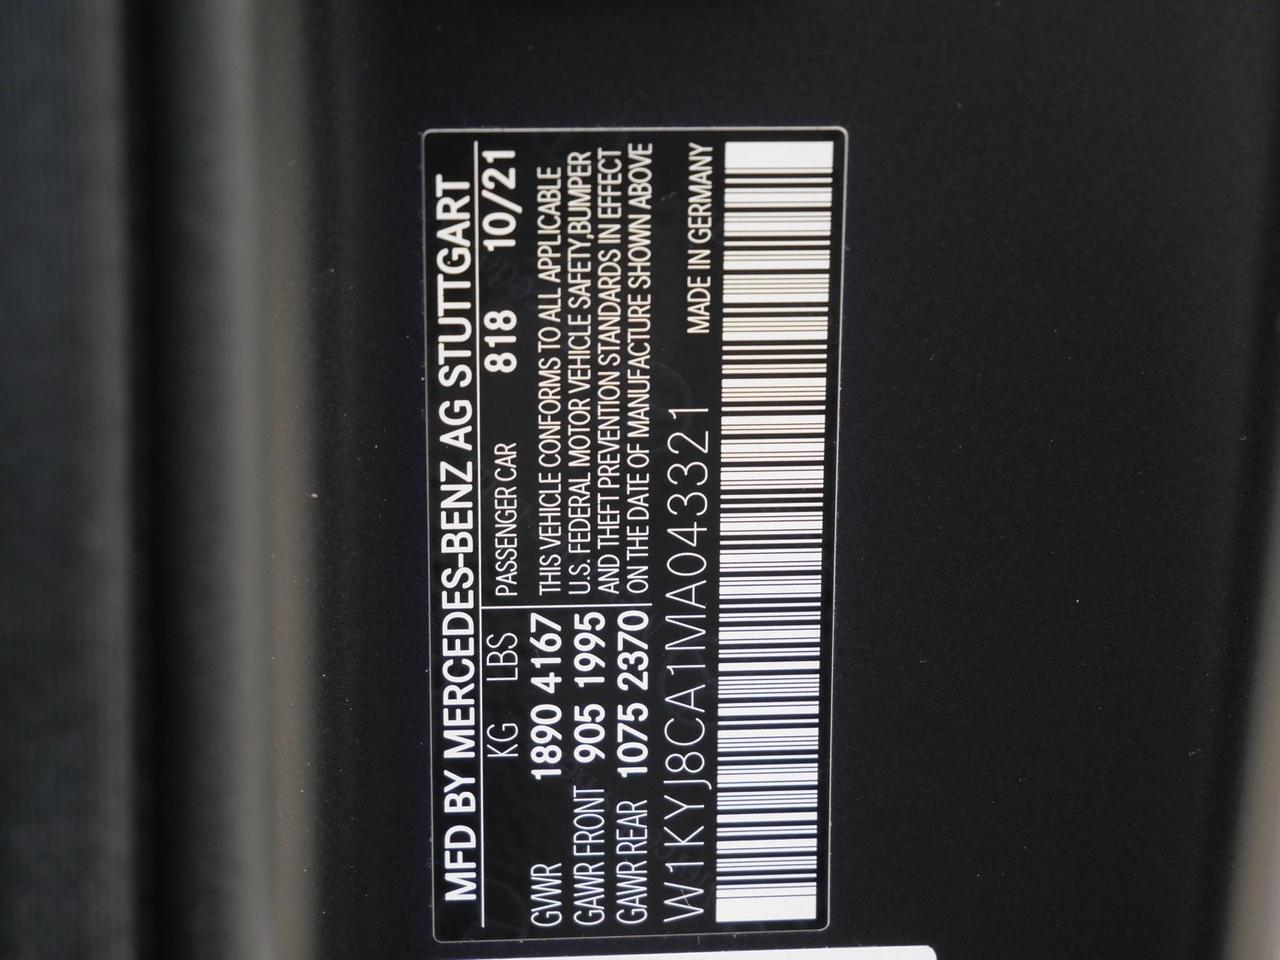 MFD BY MERCEDES-BENZ AG STUTTGART
KG LBS
GVWR 1890 4167
GAWR FRONT 905 1995
GAWR REAR 1075 2370
PASSENGER CAR 818 10/21
THIS VEHICLE CONFORMS TO ALL APPLICABLE
U.S. FEDERAL MOTOR VEHICLE SAFETY,BUMPER
AND THEFT PREVENTION STANDARDS IN EFFECT
ON THE DATE OF MANUFACTURE SHOWN ABOVE
W1KYJ8CA1MA043321 MADE IN GERMANY